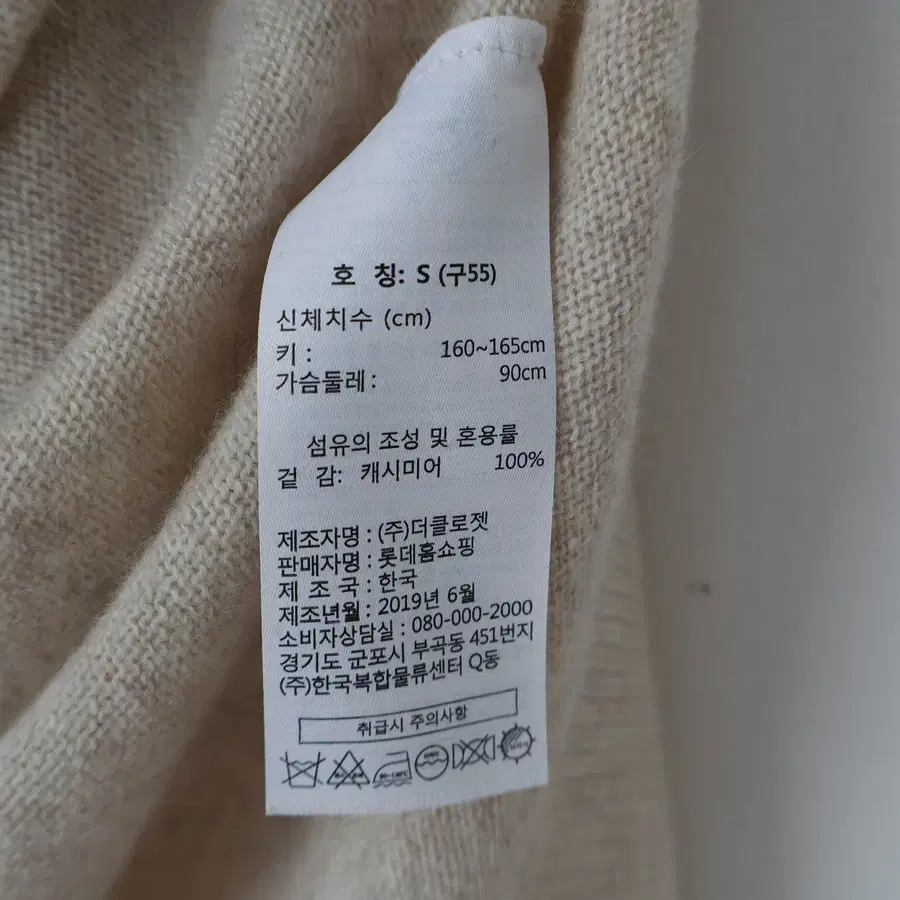 호 칭: S (구55)
신체치수 (cm)
키 : 160~165cm
가슴둘레 : 90cm
섬유의 조성 및 혼용률
겉 감: 캐시미어 100%
제조자명 : (주)더클로젯
판매자명 : 롯데홈쇼핑
제 조 국 : 한국
제조년월 : 2019년 6월
소비자상담실 : 080-000-2000
경기도 군포시 부곡동 451번지
(주)한국복합물류센터 Q동
취급시 주의사항